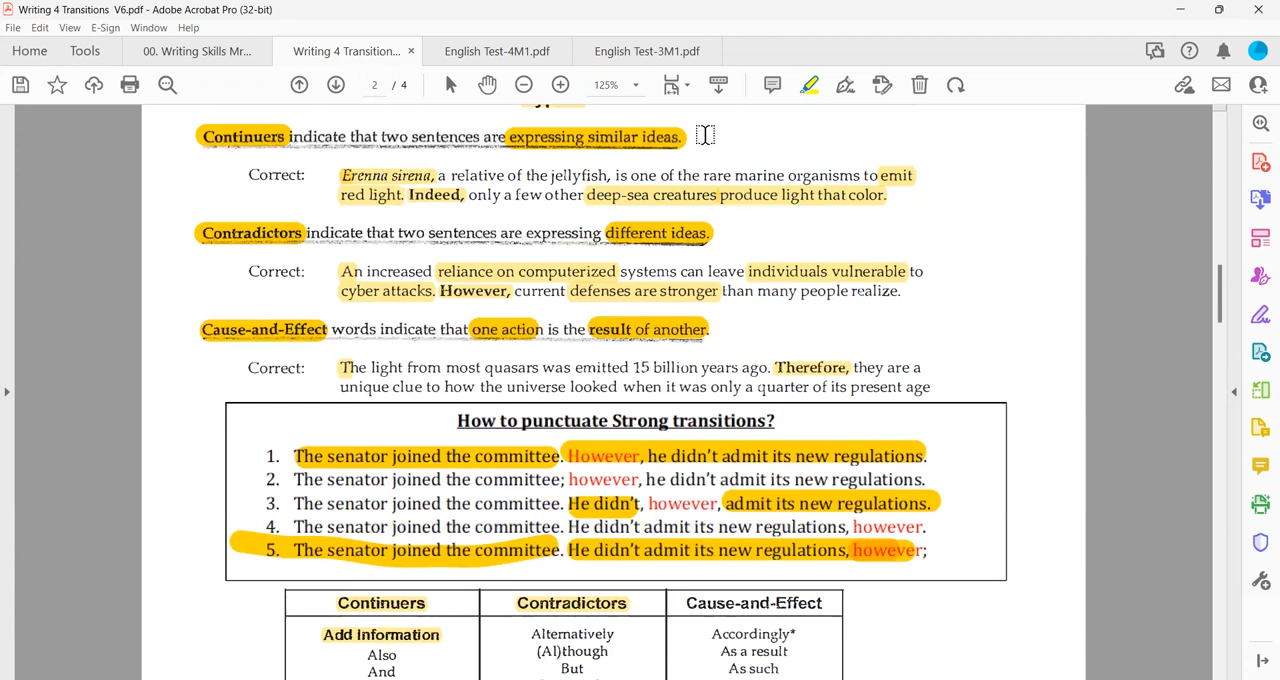 Writing 4 Transitions  V6.pdf - Adobe Acrobat Pro (32-bit)
File Edit View E-Sign Window Help
Home Tools 00. Writing Skills Mr... Writing 4 Transition... × English Test-4M1.pdf English Test-3M1.pdf
2 / 4 125%
Continuers indicate that two sentences are expressing similar ideas.
Correct: Erenna sirena, a relative of the jellyfish, is one of the rare marine organisms to emit
red light. Indeed, only a few other deep-sea creatures produce light that color.
Contradictors indicate that two sentences are expressing different ideas.
Correct: An increased reliance on computerized systems can leave individuals vulnerable to
cyber attacks. However, current defenses are stronger than many people realize.
Cause-and-Effect words indicate that one action is the result of another.
Correct: The light from most quasars was emitted 15 billion years ago. Therefore, they are a
unique clue to how the universe looked when it was only a quarter of its present age
How to punctuate Strong transitions?
1. The senator joined the committee. However, he didn't admit its new regulations.
2. The senator joined the committee; however, he didn't admit its new regulations.
3. The senator joined the committee. He didn't, however, admit its new regulations.
4. The senator joined the committee. He didn't admit its new regulations, however.
5. The senator joined the committee. He didn't admit its new regulations, however;
Continuers Contradictors Cause-and-Effect
Add Information Alternatively Accordingly*
Also (Al)though As a result
And But As such